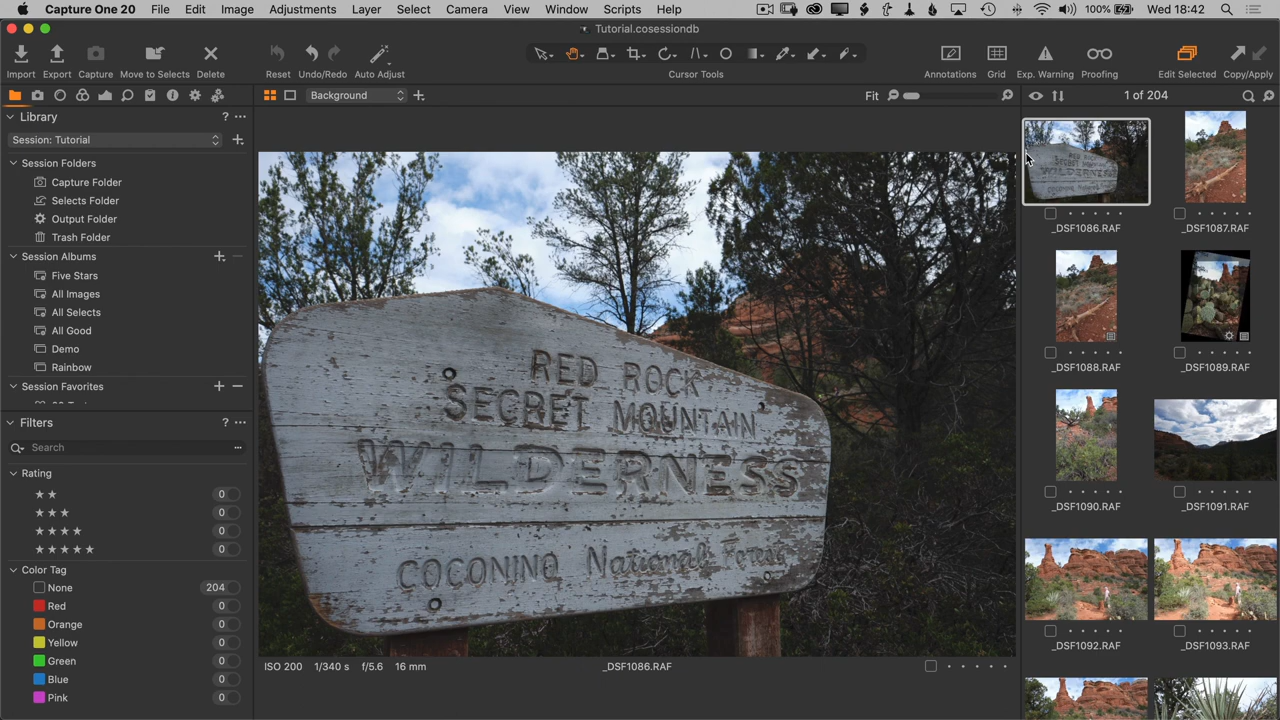 Capture One 20 File Edit Image Adjustments Layer Select Camera View Window Scripts Help 100% Wed 18:42
Tutorial.cosessiondb
Import Export Capture Move to Selects Delete Reset Undo/Redo Auto Adjust Cursor Tools Annotations Grid Exp. Warning Proofing Edit Selected Copy/Apply
Background Fit 1 of 204
Library ? ...
Session: Tutorial
Session Folders
Capture Folder
Selects Folder
Output Folder
Trash Folder
Session Albums
Five Stars
All Images
All Selects
All Good
Demo
Rainbow
Session Favorites
Filters ? ...
Search
Rating
0
0
0
0
Color Tag
None 204
Red 0
Orange 0
Yellow 0
Green 0
Blue 0
Pink 0
RED ROCK
SECRET MOUNTAIN
WILDERNESS
COCONINO National Forest
ISO 200 1/340 s f/5.6 16 mm _DSF1086.RAF
_DSF1086.RAF _DSF1087.RAF
_DSF1088.RAF _DSF1089.RAF
_DSF1090.RAF _DSF1091.RAF
_DSF1092.RAF _DSF1093.RAF